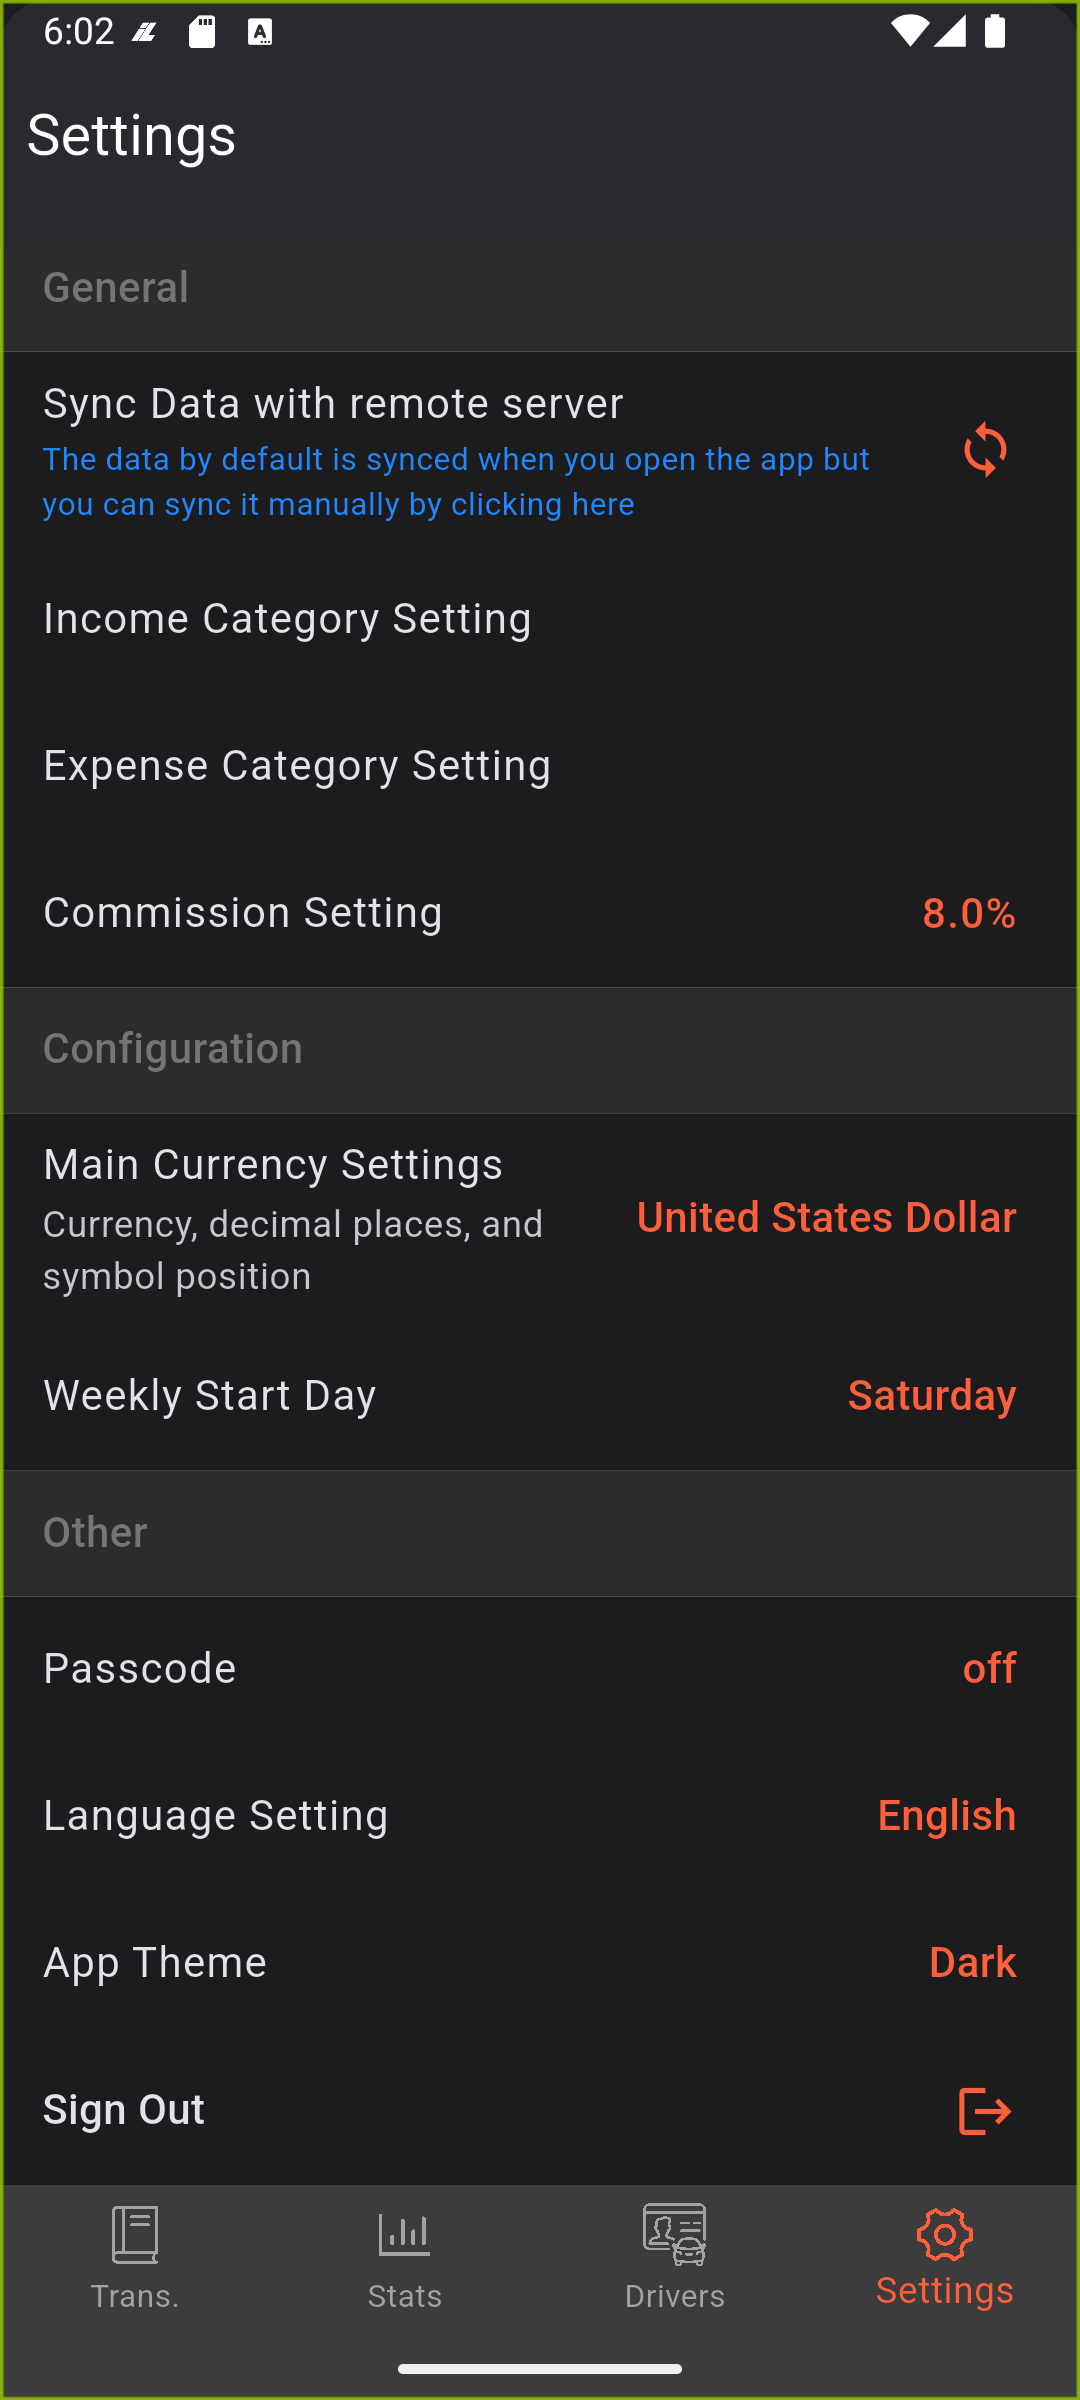 6:02
Settings
General
Sync Data with remote server
The data by default is synced when you open the app but
you can sync it manually by clicking here
Income Category Setting
Expense Category Setting
Commission Setting 8.0%
Configuration
Main Currency Settings
Currency, decimal places, and
symbol position
United States Dollar
Weekly Start Day Saturday
Other
Passcode off
Language Setting English
App Theme Dark
Sign Out
Trans. Stats Drivers Settings